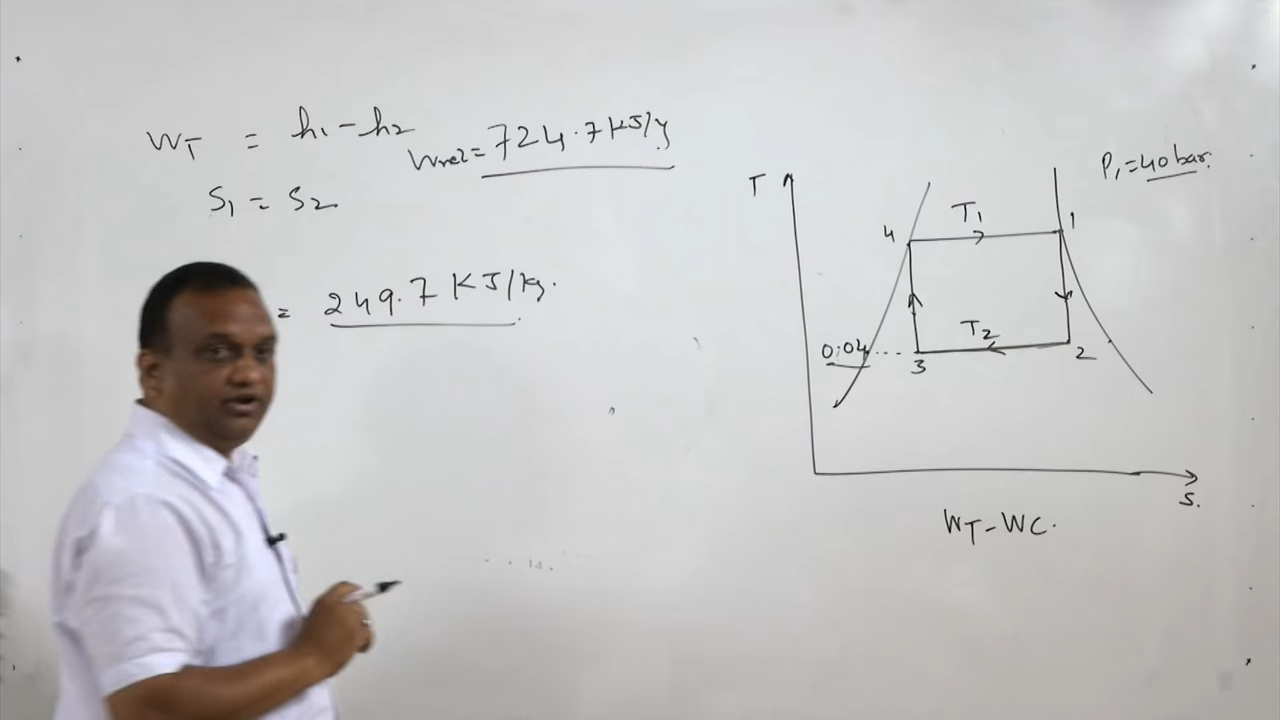 WT = h1 - h2
Wnet = 724.7 KJ/kg
S1 = S2
= 249.7 KJ/kg.
P1 = 40 bar.
T
4
T1
1
0.04
T2
3
2
S.
WT - WC.